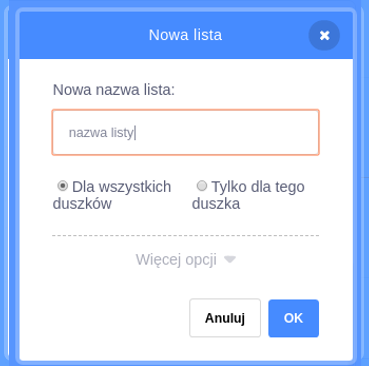 Nowa lista
Nowa nazwa lista:
nazwa listy
Dla wszystkich duszków
Tylko dla tego duszka
Więcej opcji
Anuluj
OK